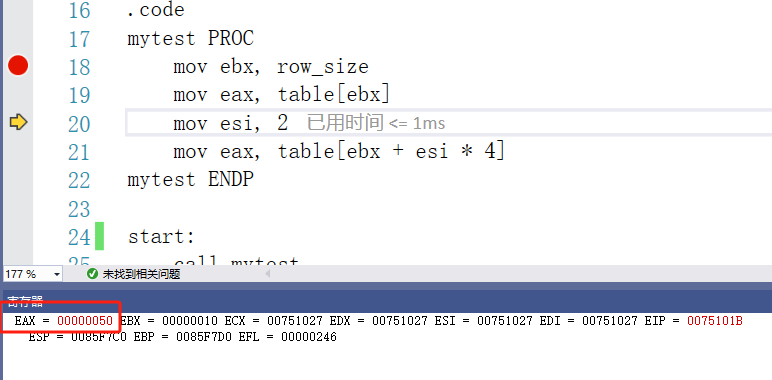 16 .code
17 mytest PROC
18 mov ebx, row_size
19 mov eax, table[ebx]
20 mov esi, 2 已用时间 <= 1ms
21 mov eax, table[ebx + esi * 4]
22 mytest ENDP
23
24 start:
25 call mytest
177 % 未找到相关问题
寄存器
EAX = 00000050 EBX = 00000010 ECX = 00751027 EDX = 00751027 ESI = 00751027 EDI = 00751027 EIP = 0075101B
ESP = 0085F7C0 EBP = 0085F7D0 EFL = 00000246